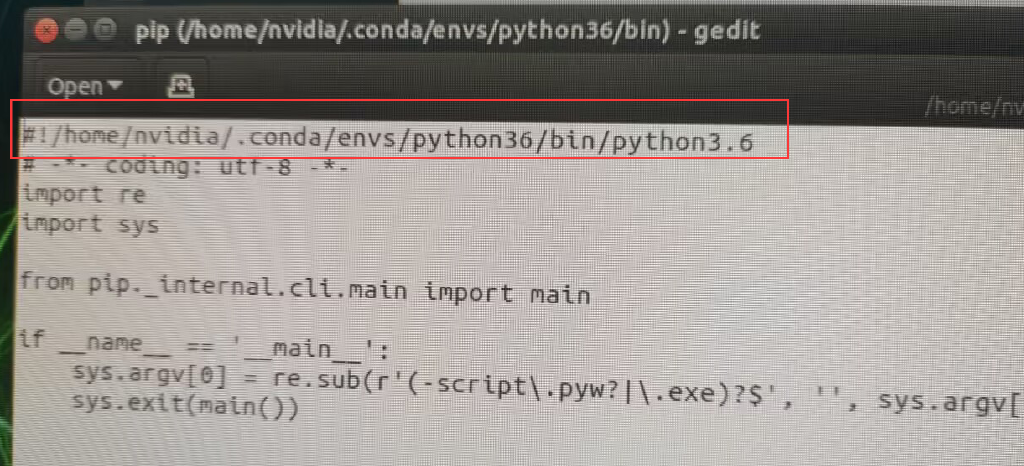 pip (/home/nvidia/.conda/envs/python36/bin) - gedit
Open
/home/nv
#!/home/nvidia/.conda/envs/python36/bin/python3.6
# -*- coding: utf-8 -*-
import re
import sys
from pip._internal.cli.main import main
if __name__ == '__main__':
sys.argv[0] = re.sub(r'(-script\.pyw?|\.exe)?$', '', sys.argv[
sys.exit(main())